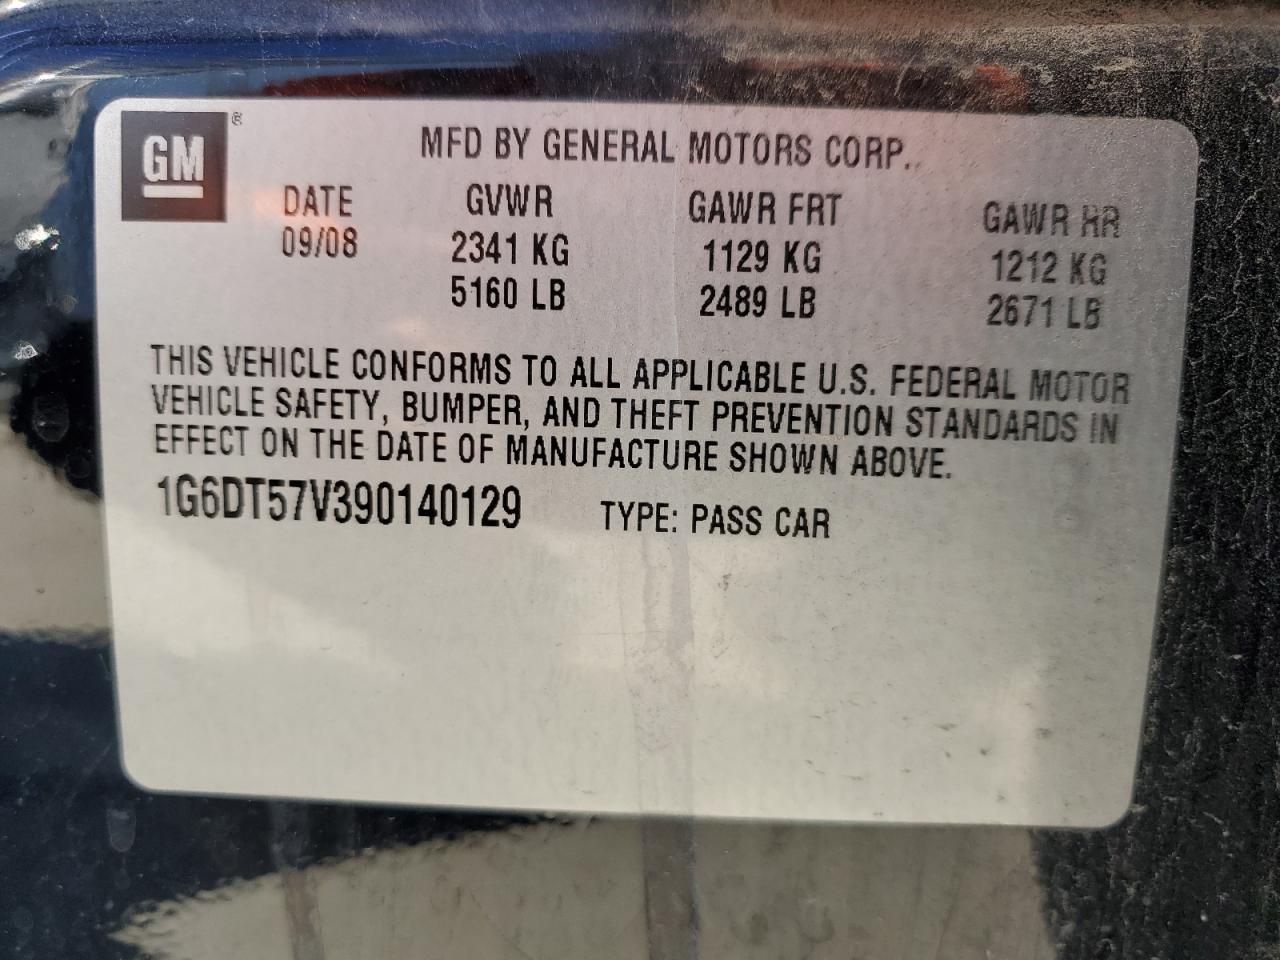 GM®
MFD BY GENERAL MOTORS CORP.
DATE GVWR GAWR FRT GAWR RR
09/08 2341 KG 1129 KG 1212 KG
5160 LB 2489 LB 2671 LB
THIS VEHICLE CONFORMS TO ALL APPLICABLE U.S. FEDERAL MOTOR
VEHICLE SAFETY, BUMPER, AND THEFT PREVENTION STANDARDS IN
EFFECT ON THE DATE OF MANUFACTURE SHOWN ABOVE.
1G6DT57V390140129 TYPE: PASS CAR